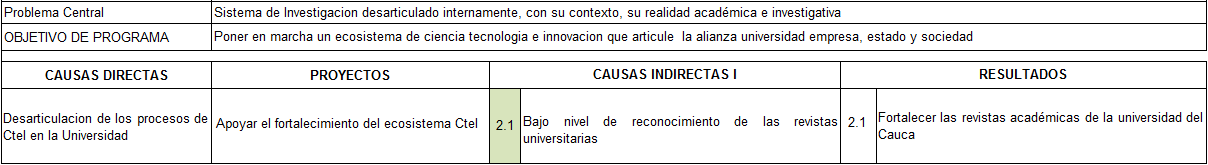 Problema Central
Sistema de Investigacion desarticulado internamente, con su contexto, su realidad académica e investigativa
OBJETIVO DE PROGRAMA
Poner en marcha un ecosistema de ciencia tecnologia e innovacion que articule la alianza universidad empresa, estado y sociedad
CAUSAS DIRECTAS
PROYECTOS
CAUSAS INDIRECTAS I
RESULTADOS
Desarticulacion de los procesos de
CteI en la Universidad
Apoyar el fortalecimiento del ecosistema CteI
2.1
Bajo nivel de reconocimiento de las revistas
universitarias
2.1
Fortalecer las revistas académicas de la universidad del
Cauca